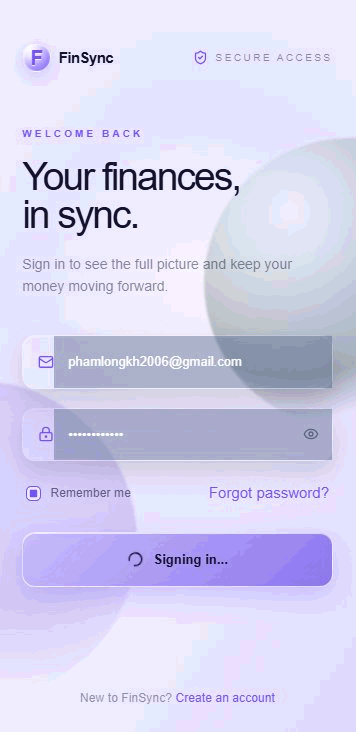 F FinSync
SECURE ACCESS
WELCOME BACK
Your finances,
in sync.
Sign in to see the full picture and keep your
money moving forward.
phamlongkh2006@gmail.com
••••••••••••
Remember me
Forgot password?
Signing in...
New to FinSync? Create an account